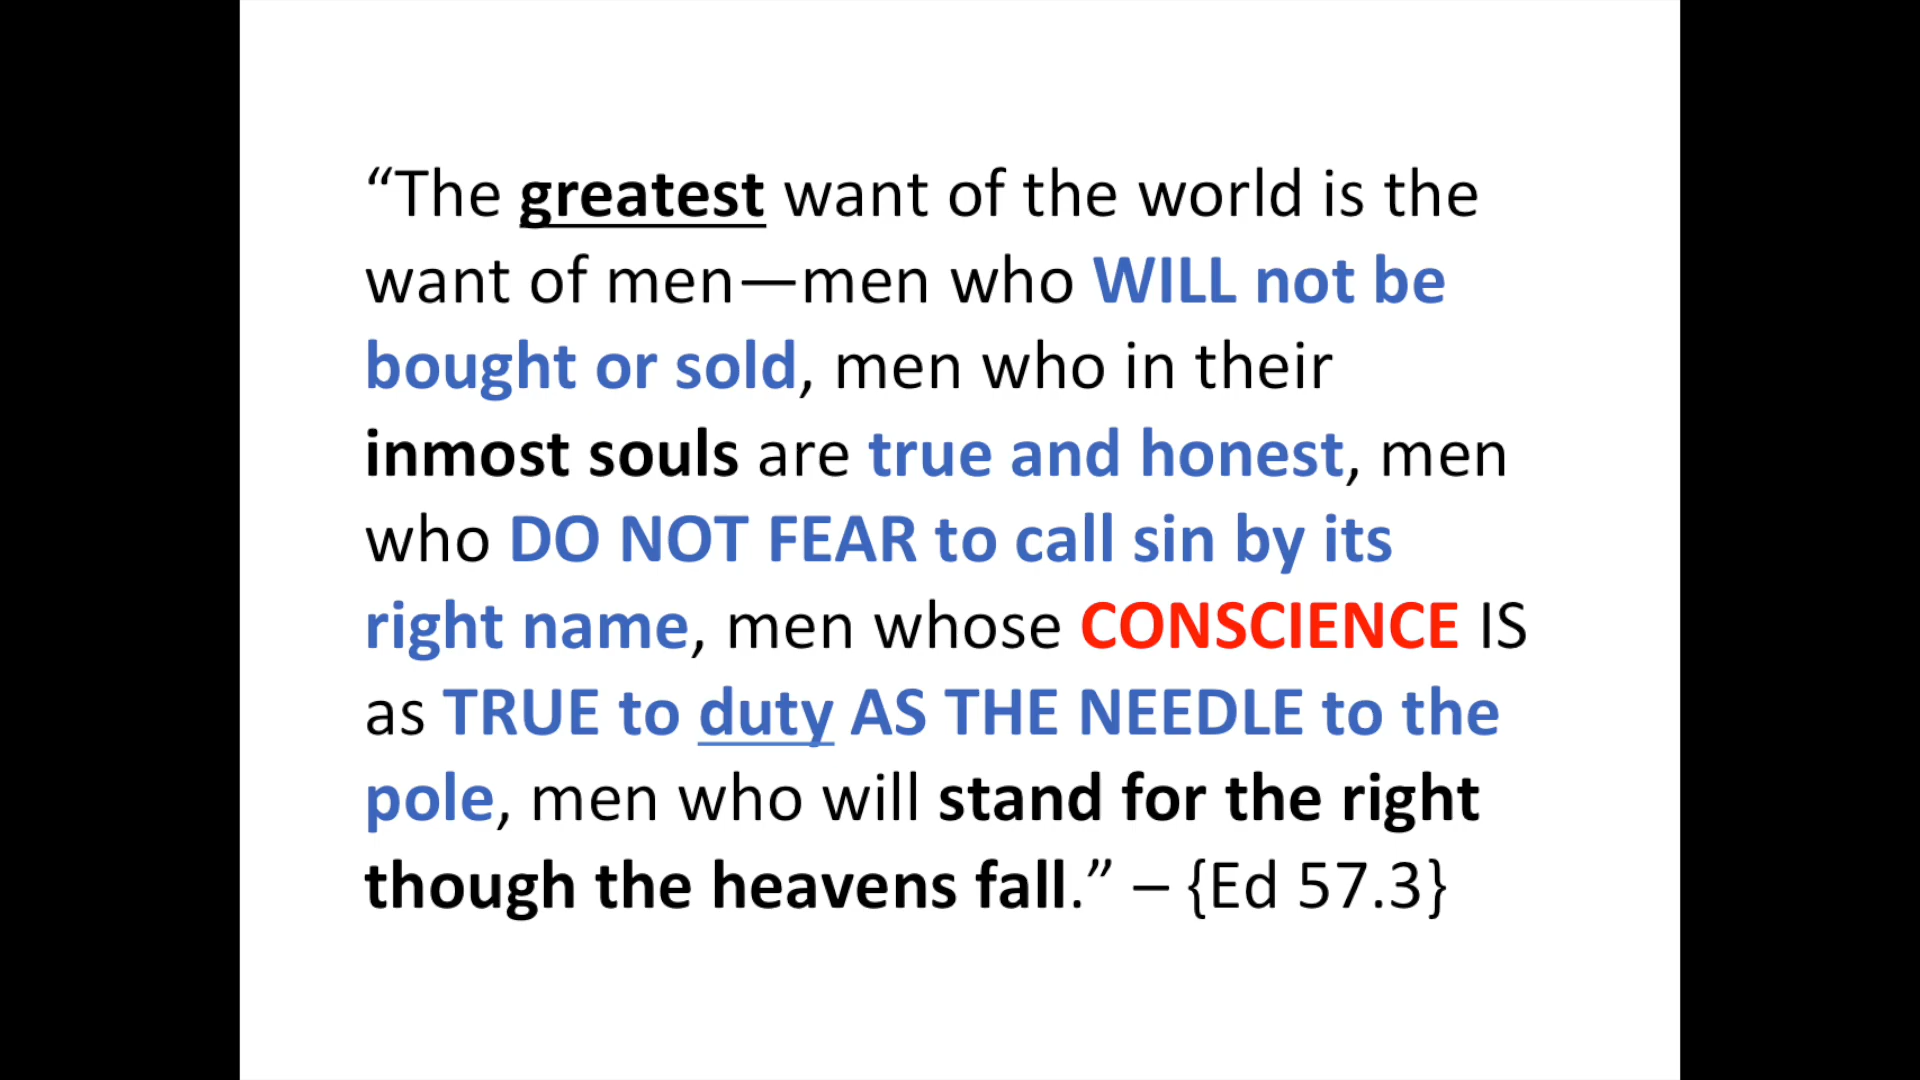 “The greatest want of the world is the
want of men—men who WILL not be
bought or sold, men who in their
inmost souls are true and honest, men
who DO NOT FEAR to call sin by its
right name, men whose CONSCIENCE IS
as TRUE to duty AS THE NEEDLE to the
pole, men who will stand for the right
though the heavens fall.” – {Ed 57.3}